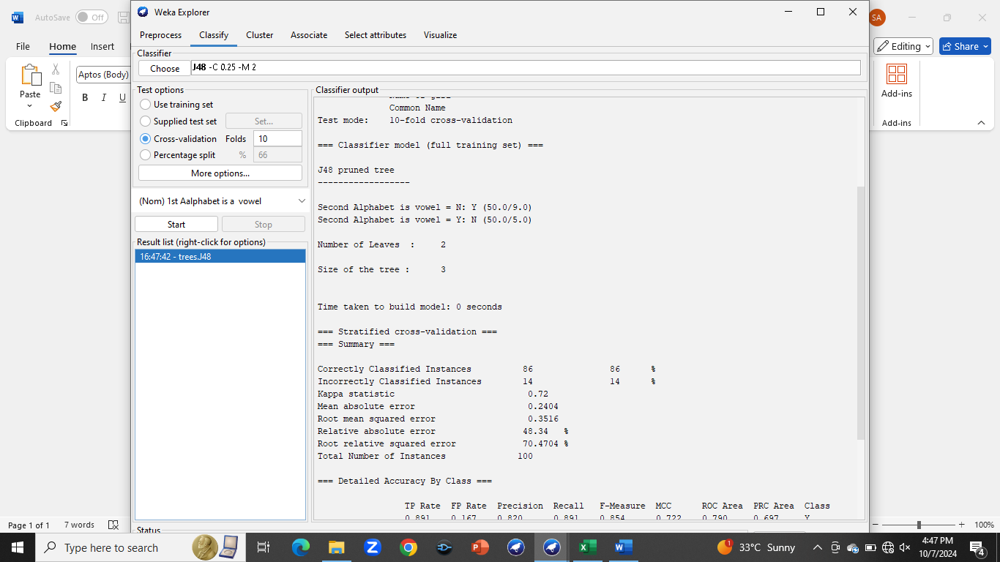 AutoSave Off
Weka Explorer
SA
Preprocess Classify Cluster Associate Select attributes Visualize
File Home Insert
Editing Share
Classifier
Choose J48 -C 0.25 -M 2
Aptos (Body)
Paste
B I U
Clipboard
Add-ins
Add-ins
Test options
Use training set
Supplied test set Set...
Cross-validation Folds 10
Percentage split % 66
More options...
(Nom) 1st Aalphabet is a vowel
Start Stop
Result list (right-click for options)
16:47:42 - trees.J48
Classifier output
Common Name
Test mode: 10-fold cross-validation
=== Classifier model (full training set) ===
J48 pruned tree
------------------
Second Alphabet is vowel = N: Y (50.0/9.0)
Second Alphabet is vowel = Y: N (50.0/5.0)
Number of Leaves : 2
Size of the tree : 3
Time taken to build model: 0 seconds
=== Stratified cross-validation ===
=== Summary ===
Correctly Classified Instances 86 86 %
Incorrectly Classified Instances 14 14 %
Kappa statistic 0.72
Mean absolute error 0.2404
Root mean squared error 0.3516
Relative absolute error 48.34 %
Root relative squared error 70.4704 %
Total Number of Instances 100
=== Detailed Accuracy By Class ===
TP Rate FP Rate Precision Recall F-Measure MCC ROC Area PRC Area Class
0.891 0.167 0.820 0.891 0.854 0.722 0.790 0.697 Y
Status
Page 1 of 1 7 words
100%
Type here to search
33°C Sunny
4:47 PM
10/7/2024
1
4